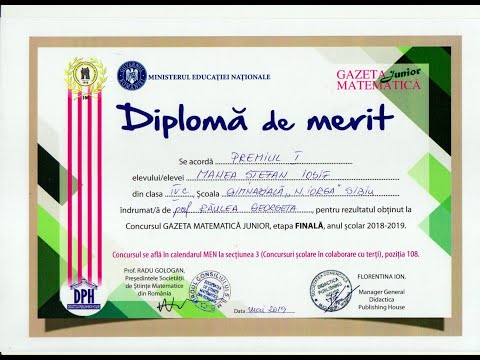 MINISTERUL EDUCAȚIEI NAȚIONALE
GAZETA Junior
MATEMATICĂ
Diplomă de merit
Se acordă PREMIUL I
elevului/elevei MANEA ȘTEFAN IOSIF
din clasa IV C, Școala GIMNAZIALĂ „N. IORGA" SIBIU
îndrumat/ă de prof. RĂULEA GEORGETA, pentru rezultatul obținut la
Concursul GAZETA MATEMATICĂ JUNIOR, etapa FINALĂ, anul școlar 2018-2019.
Concursul se află în calendarul MEN la secțiunea 3 (Concursuri școlare în colaborare cu terți), poziția 108.
Prof. RADU GOLOGAN,
Președintele Societății
de Științe Matematice
din România
FLORENTINA ION,
Manager General
Didactica
Publishing House
DPH
Data mai 2019